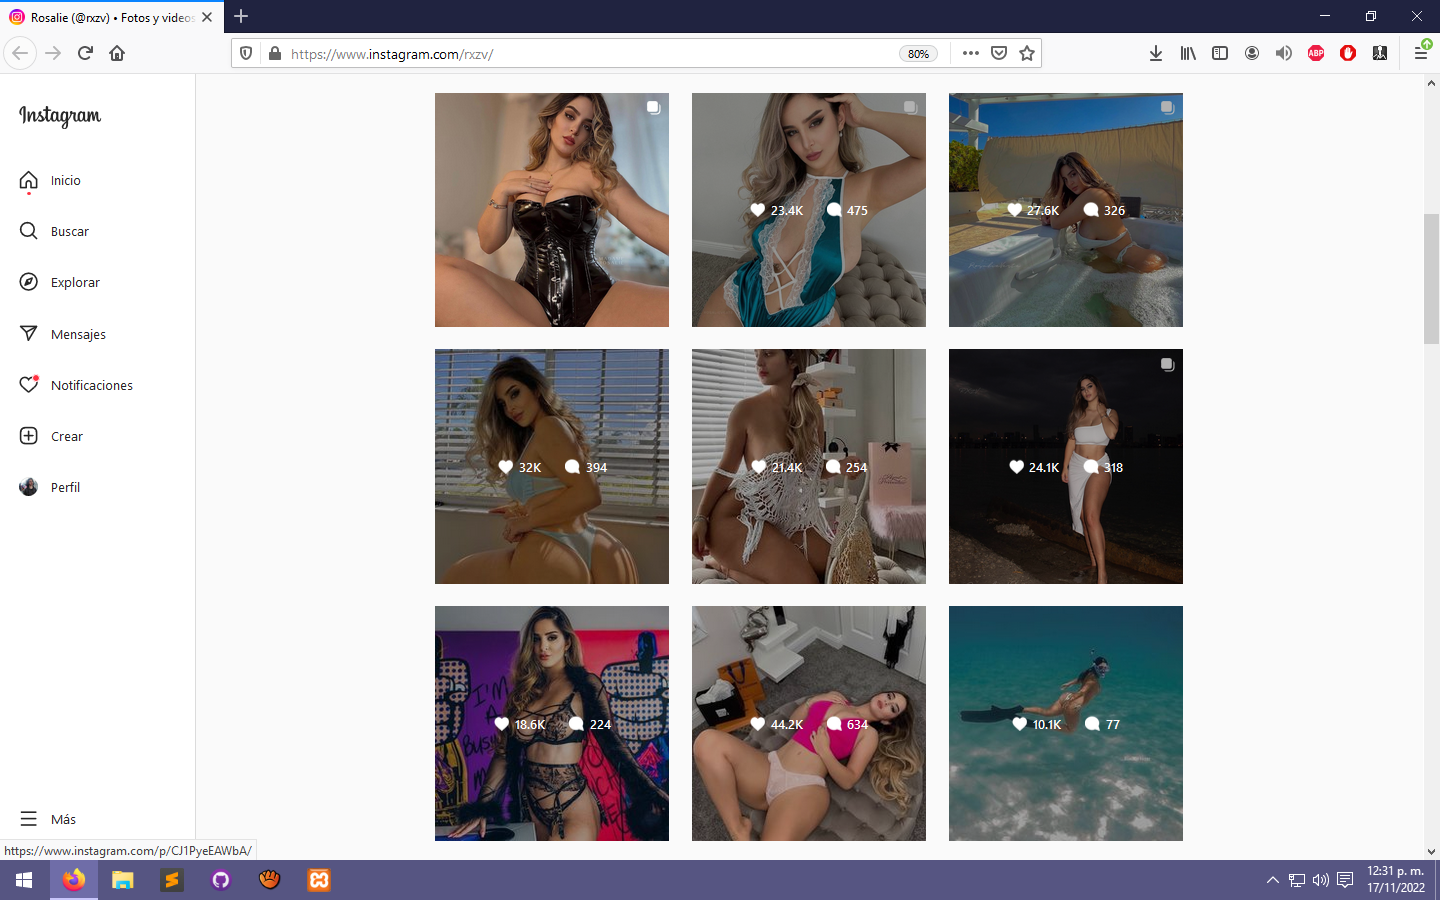 Rosalie (@rxzv) • Fotos y videos
https://www.instagram.com/rxzv/
80%
ABP
Instagram
Inicio
Buscar
Explorar
Mensajes
Notificaciones
Crear
Perfil
Más
23.4K 475
27.6K 326
32K 394
21.4K 254
24.1K 318
18.6K 224
44.2K 634
10.1K 77
I'M
A
https://www.instagram.com/p/CJ1PyeEAWbA/
12:31 p. m.
17/11/2022